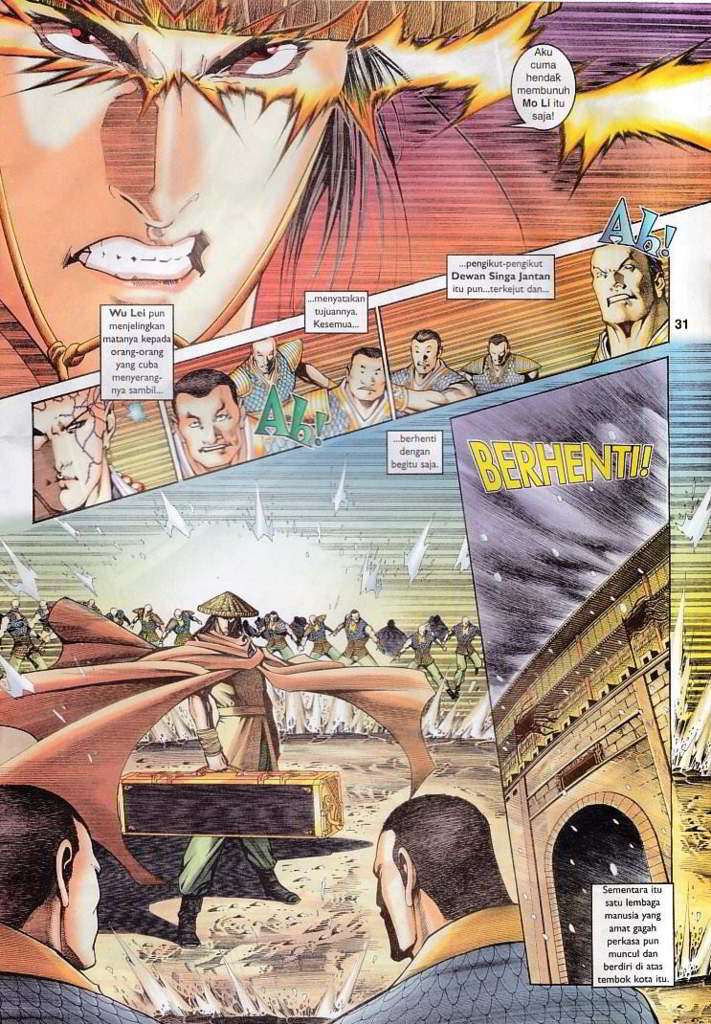 Aku
cuma
hendak
membunuh
Mo Li itu
saja!
Wu Lei pun
menjelingkan
matanya kepada
orang-orang
yang cuba
menyerang-
nya sambil...
...menyatakan
tujuannya.
Kesemua...
...pengikut-pengikut
Dewan Singa Jantan
itu pun...terkejut dan...
Ah!
31
Ah!
...berhenti
dengan
begitu saja.
BERHENTI!
Sementara itu
satu lembaga
manusia yang
amat gagah
perkasa pun
muncul dan
berdiri di atas
tembok kota itu.